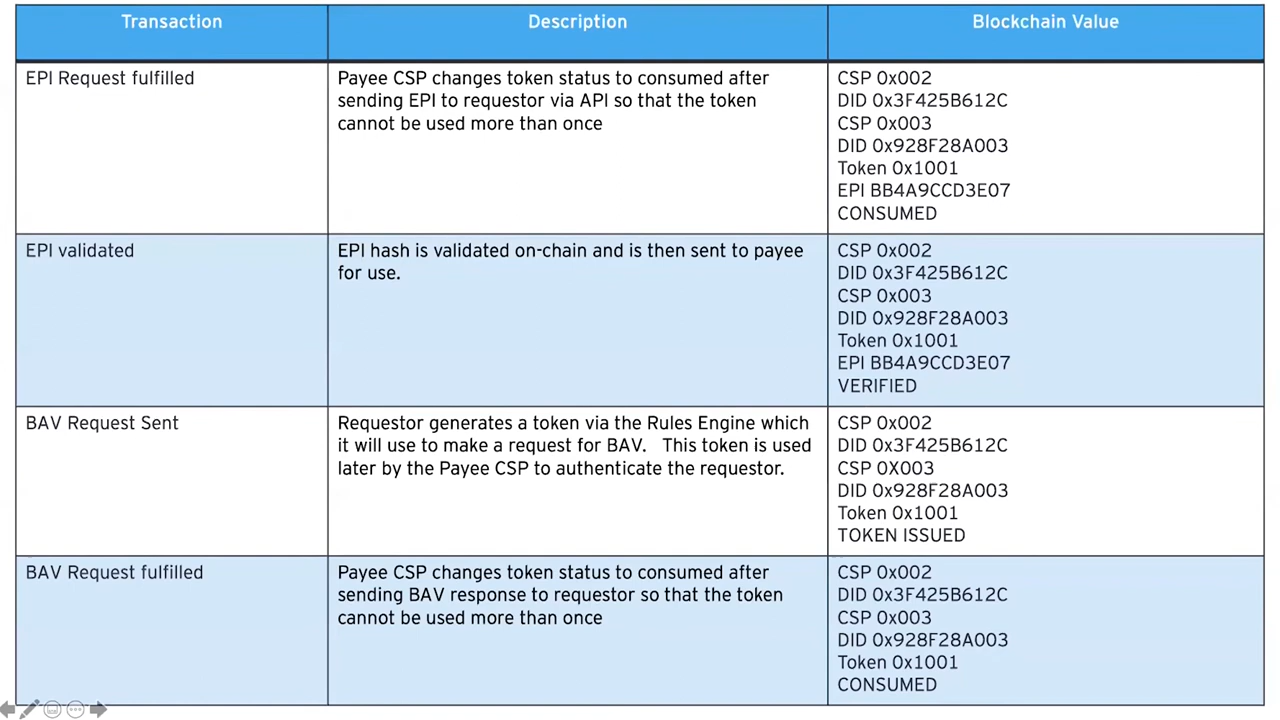 Transaction
Description
Blockchain Value
EPI Request fulfilled
Payee CSP changes token status to consumed after
sending EPI to requestor via API so that the token
cannot be used more than once
CSP 0x002
DID 0x3F425B612C
CSP 0x003
DID 0x928F28A003
Token 0x1001
EPI BB4A9CCD3E07
CONSUMED
EPI validated
EPI hash is validated on-chain and is then sent to payee
for use.
CSP 0x002
DID 0x3F425B612C
CSP 0x003
DID 0x928F28A003
Token 0x1001
EPI BB4A9CCD3E07
VERIFIED
BAV Request Sent
Requestor generates a token via the Rules Engine which
it will use to make a request for BAV.   This token is used
later by the Payee CSP to authenticate the requestor.
CSP 0x002
DID 0x3F425B612C
CSP 0X003
DID 0x928F28A003
Token 0x1001
TOKEN ISSUED
BAV Request fulfilled
Payee CSP changes token status to consumed after
sending BAV response to requestor so that the token
cannot be used more than once
CSP 0x002
DID 0x3F425B612C
CSP 0x003
DID 0x928F28A003
Token 0x1001
CONSUMED